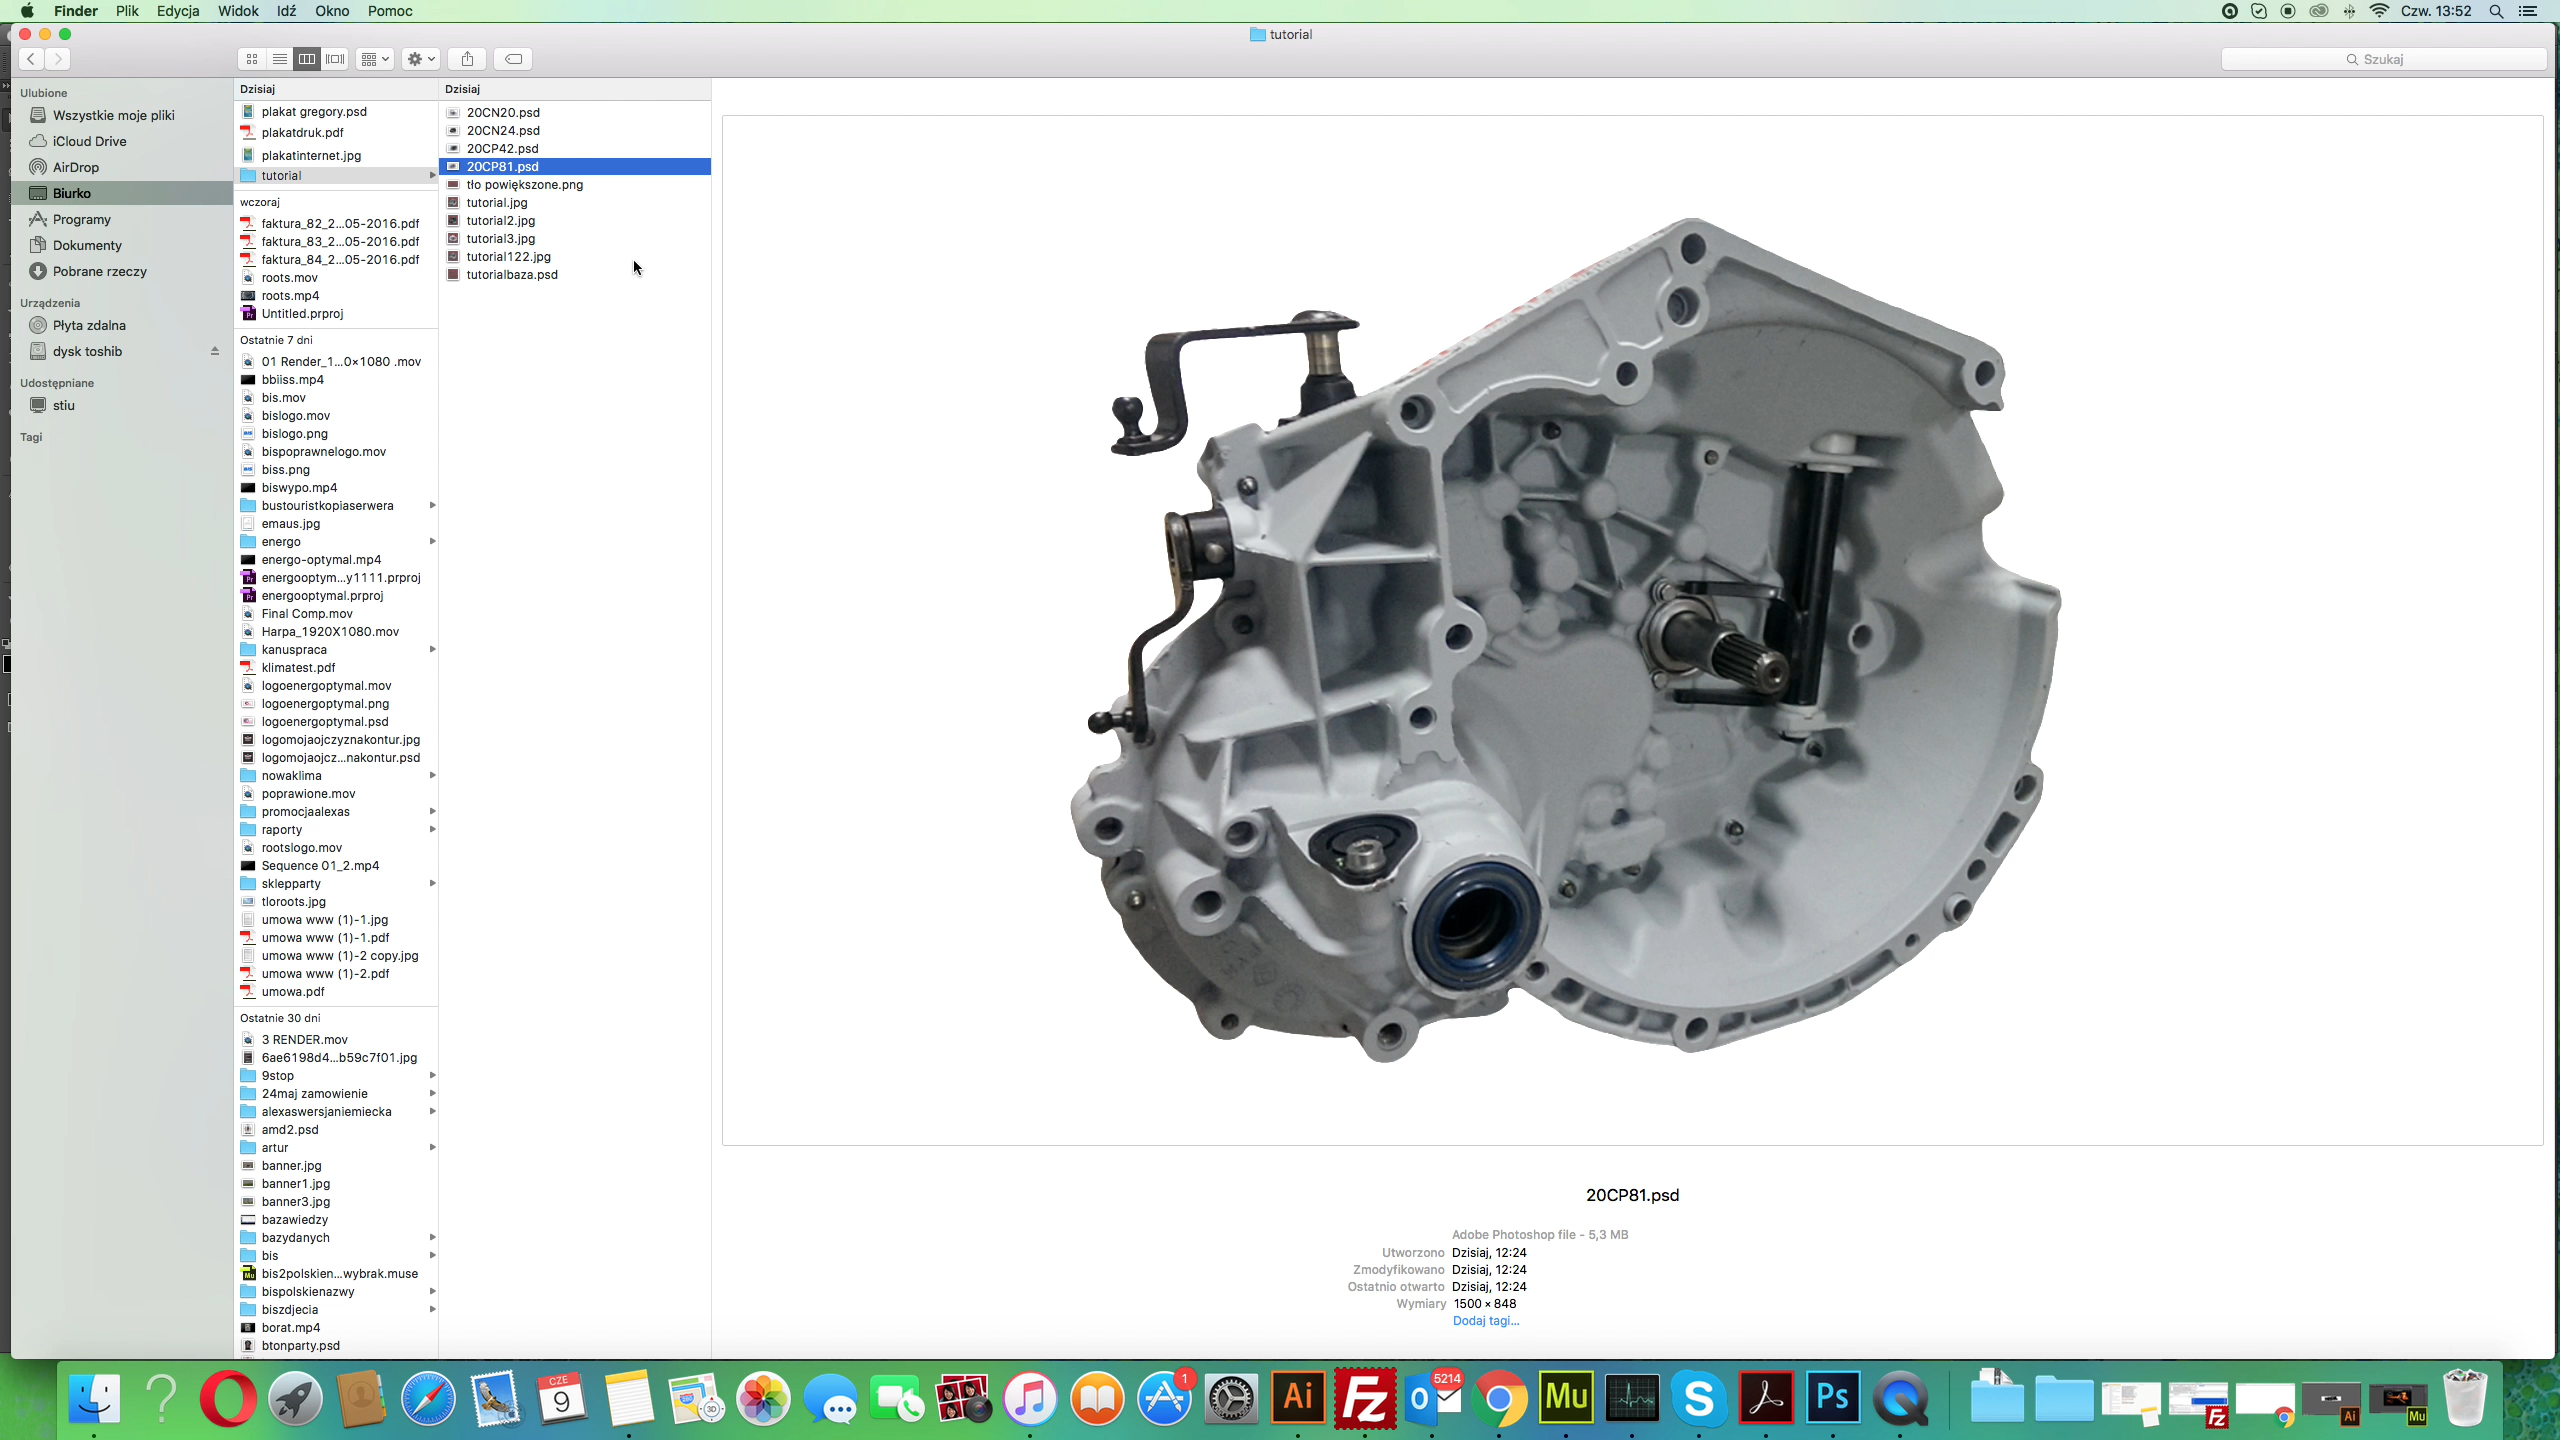 Finder Plik Edycja Widok Idź Okno Pomoc
Czw. 13:52
tutorial
Szukaj
Ulubione
Wszystkie moje pliki
iCloud Drive
AirDrop
Biurko
Programy
Dokumenty
Pobrane rzeczy
Urządzenia
Płyta zdalna
dysk toshib
Udostępniane
stiu
Tagi
Dzisiaj
plakat gregory.psd
plakatdruk.pdf
plakatinternet.jpg
tutorial
wczoraj
faktura_82_2...05-2016.pdf
faktura_83_2...05-2016.pdf
faktura_84_2...05-2016.pdf
roots.mov
roots.mp4
Untitled.prproj
Ostatnie 7 dni
01 Render_1...0×1080 .mov
bbiiss.mp4
bis.mov
bislogo.mov
bislogo.png
bispoprawnelogo.mov
biss.png
biswypo.mp4
bustouristkopiaserwera
emaus.jpg
energo
energo-optymal.mp4
energooptym...y1111.prproj
energooptymal.prproj
Final Comp.mov
Harpa_1920X1080.mov
kanuspraca
klimatest.pdf
logoenergoptymal.mov
logoenergoptymal.png
logoenergoptymal.psd
logomojaojczyznakontur.jpg
logomojaojcz...nakontur.psd
nowaklima
poprawione.mov
promocjaalexas
raporty
rootslogo.mov
Sequence 01_2.mp4
sklepparty
tloroots.jpg
umowa www (1)-1.jpg
umowa www (1)-1.pdf
umowa www (1)-2 copy.jpg
umowa www (1)-2.pdf
umowa.pdf
Ostatnie 30 dni
3 RENDER.mov
6ae6198d4...b59c7f01.jpg
9stop
24maj zamowienie
alexaswersjaniemiecka
amd2.psd
artur
banner.jpg
banner1.jpg
banner3.jpg
bazawiedzy
bazydanych
bis
bis2polskien...wybrak.muse
bispolskienazwy
biszdjecia
borat.mp4
btonparty.psd
Dzisiaj
20CN20.psd
20CN24.psd
20CP42.psd
20CP81.psd
tło powiększone.png
tutorial.jpg
tutorial2.jpg
tutorial3.jpg
tutorial122.jpg
tutorialbaza.psd
20CP81.psd
Adobe Photoshop file - 5,3 MB
Utworzono Dzisiaj, 12:24
Zmodyfikowano Dzisiaj, 12:24
Ostatnio otwarto Dzisiaj, 12:24
Wymiary 1500 × 848
Dodaj tagi...
CZE
9
3D
1
Ai
Fz
5214
Mu
S
Ps
Fz
Ai
Mu